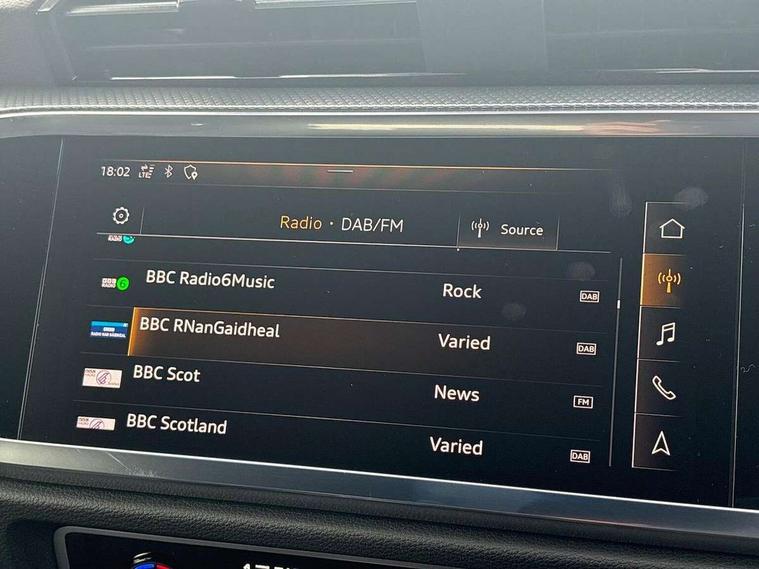 18:02 LTE
Radio · DAB/FM Source
BBC Radio6Music Rock DAB
BBC RNanGaidheal Varied DAB
BBC Scot News FM
BBC Scotland Varied DAB